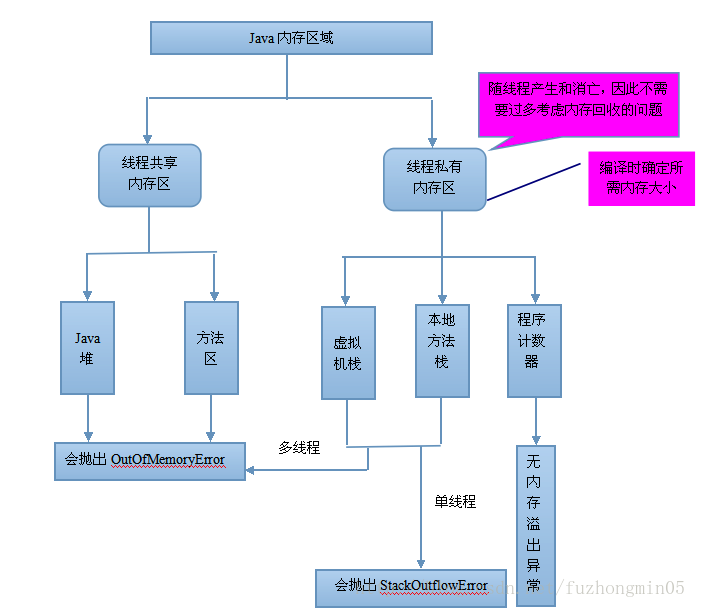 Java 内存区域
随线程产生和消亡,因此不需
要过多考虑内存回收的问题
线程共享
内存区
线程私有
内存区
编译时确定所
需内存大小
Java
堆
方法
区
虚拟
机栈
本地
方法
栈
程序
计数
器
多线程
会抛出 OutOfMemoryError
单线程
无
内
存
溢
出
异
常
会抛出 StackOutflowError
/fuzhongmin05